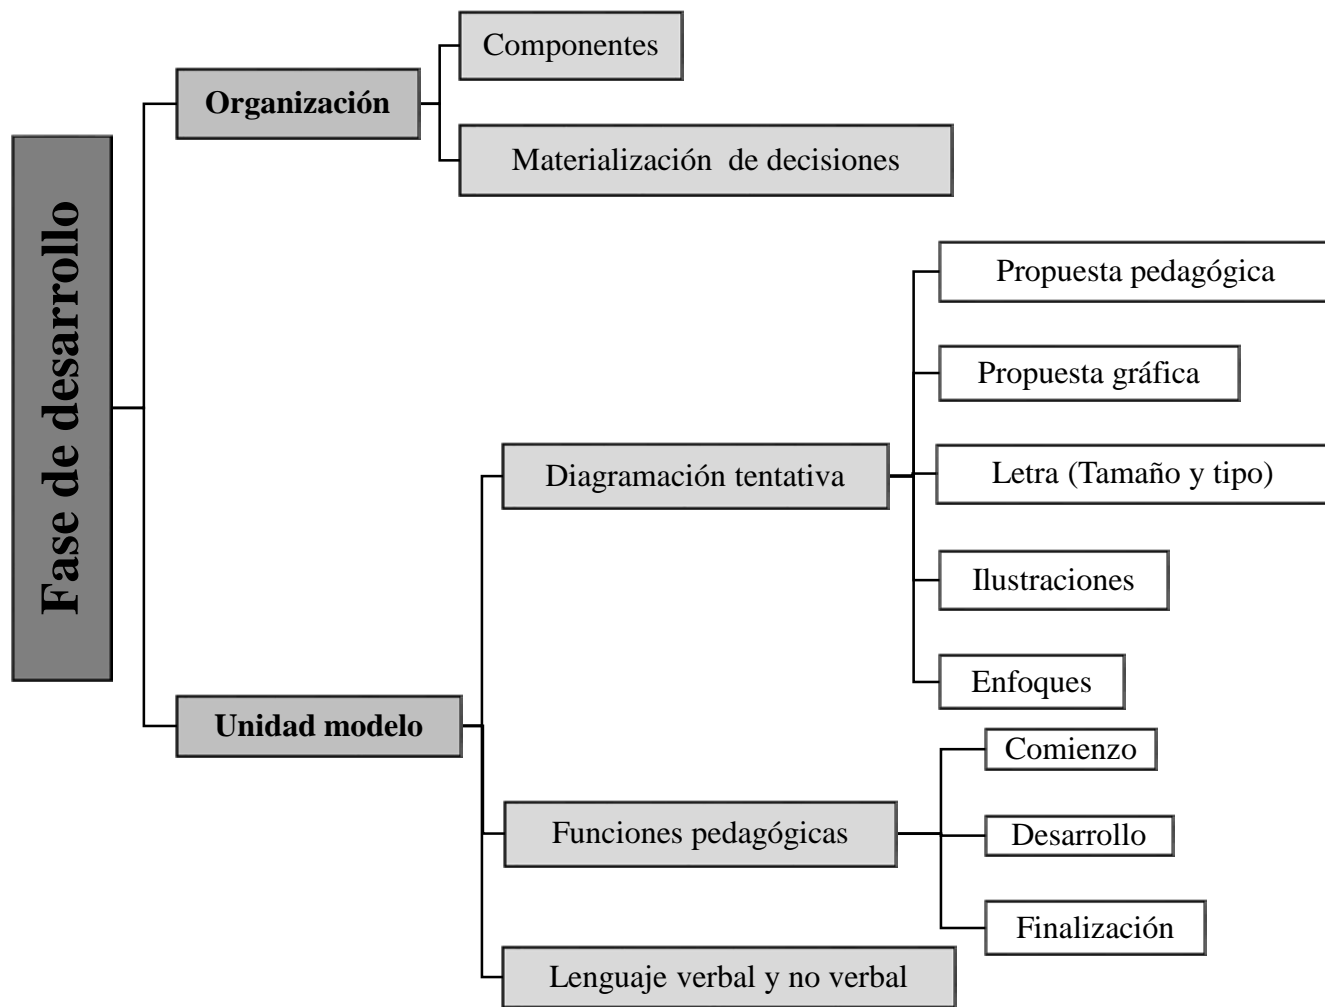 Fase de desarrollo
Organización
Componentes
Materialización  de decisiones
Unidad modelo
Diagramación tentativa
Propuesta pedagógica
Propuesta gráfica
Letra (Tamaño y tipo)
Ilustraciones
Enfoques
Funciones pedagógicas
Comienzo
Desarrollo
Finalización
Lenguaje verbal y no verbal